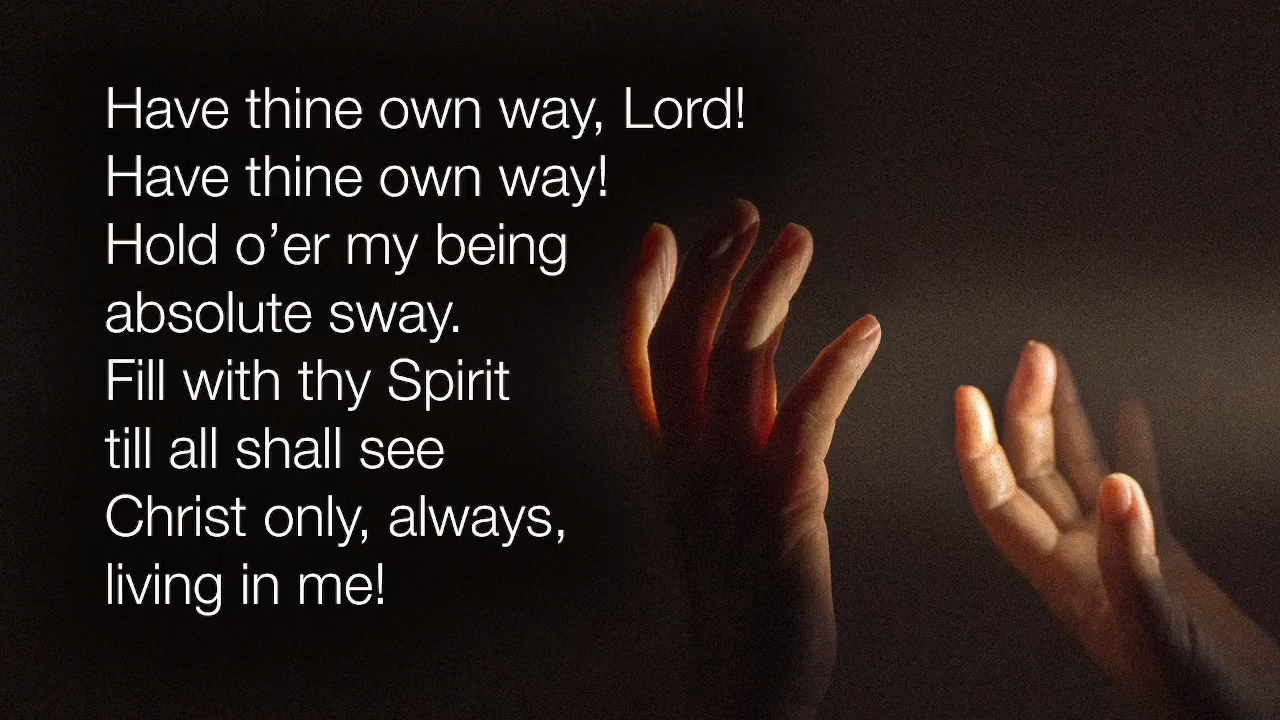 Have thine own way, Lord!
Have thine own way!
Hold o’er my being
absolute sway.
Fill with thy Spirit
till all shall see
Christ only, always,
living in me!